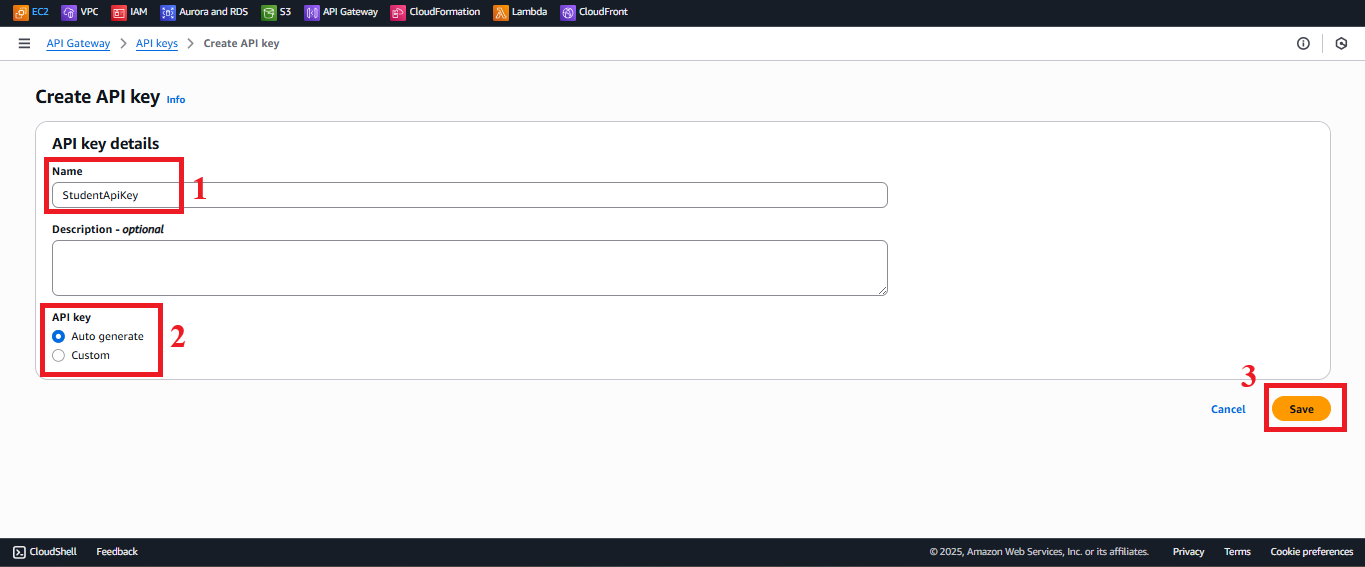 EC2 VPC IAM Aurora and RDS S3 API Gateway CloudFormation Lambda CloudFront
API Gateway > API keys > Create API key
Create API key Info
API key details
Name
StudentApiKey
1
Description - optional
API key
Auto generate
2
Custom
3
Cancel Save
CloudShell Feedback © 2025, Amazon Web Services, Inc. or its affiliates. Privacy Terms Cookie preferences